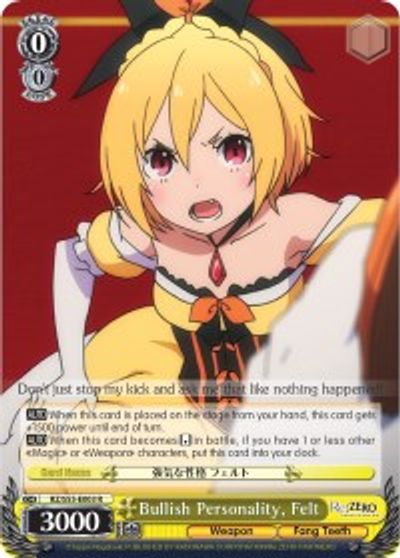 0
0
Don't just stop my kick and ask me that like nothing happened!!
AUTO When this card is placed on the stage from your hand, this card gets
+1500 power until end of turn.
AUTO When this card becomes in battle, if you have 1 or less other
«Magic» or «Weapon» characters, put this card into your clock.
強気な性格 フェルト
Bullish Personality, Felt
Re:ZERO
3000
Weapon
Fang Teeth